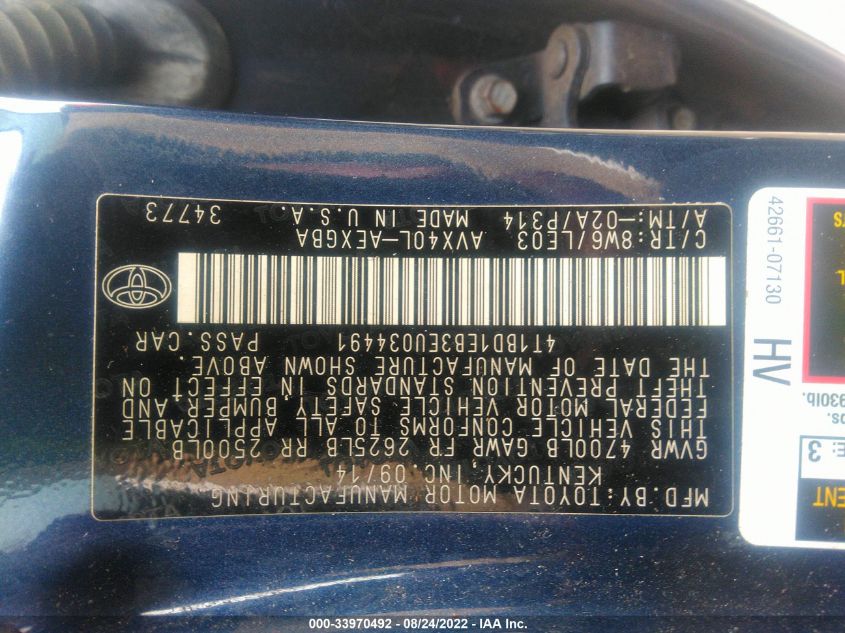 MFD.BY:TOYOTA MOTOR MANUFACTURING
KENTUCKY, INC. 09/14
GVWR 4700LB GAWR FR 2625LB RR 2500LB
THIS VEHICLE CONFORMS TO ALL APPLICABLE
FEDERAL MOTOR VEHICLE SAFETY, BUMPER, AND
THEFT PREVENTION STANDARDS IN EFFECT ON
THE DATE OF MANUFACTURE SHOWN ABOVE.
4T1BD1EB3EU034491 PASS. CAR
C/TR:8W6/LE03 AVX40L-AEXGBA
A/TM:-02A/P314 MADE IN U.S.A. 34773
42661-07130
HV
930lb.
E: 3
ENT
000-33970492 - 08/24/2022 - IAA Inc.